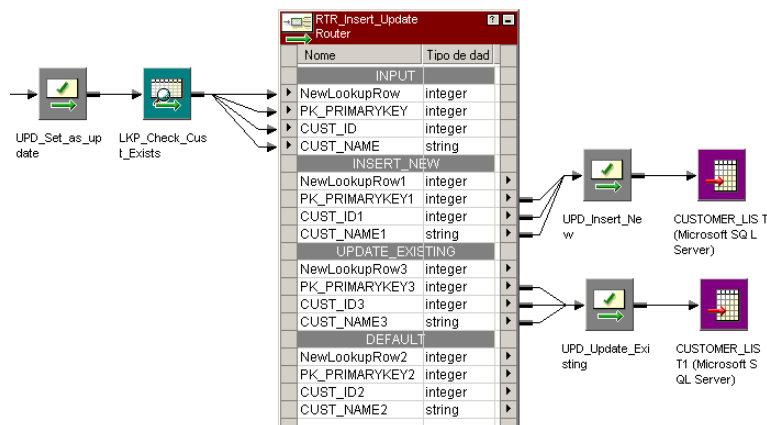 RTR_Insert_Update
Router
Nome Tipo de dad
INPUT
NewLookupRow integer
PK_PRIMARYKEY integer
CUST_ID integer
CUST_NAME string
INSERT_NEW
NewLookupRow1 integer
PK_PRIMARYKEY1 integer
CUST_ID1 integer
CUST_NAME1 string
UPDATE_EXISTING
NewLookupRow3 integer
PK_PRIMARYKEY3 integer
CUST_ID3 integer
CUST_NAME3 string
DEFAULT
NewLookupRow2 integer
PK_PRIMARYKEY2 integer
CUST_ID2 integer
CUST_NAME2 string
UPD_Set_as_up
date
LKP_Check_Cus
t_Exists
UPD_Insert_Ne
w
CUSTOMER_LIS T
(Microsoft SQ L
Server)
UPD_Update_Exi
sting
CUSTOMER_LIS
T1 (Microsoft S
QL Server)